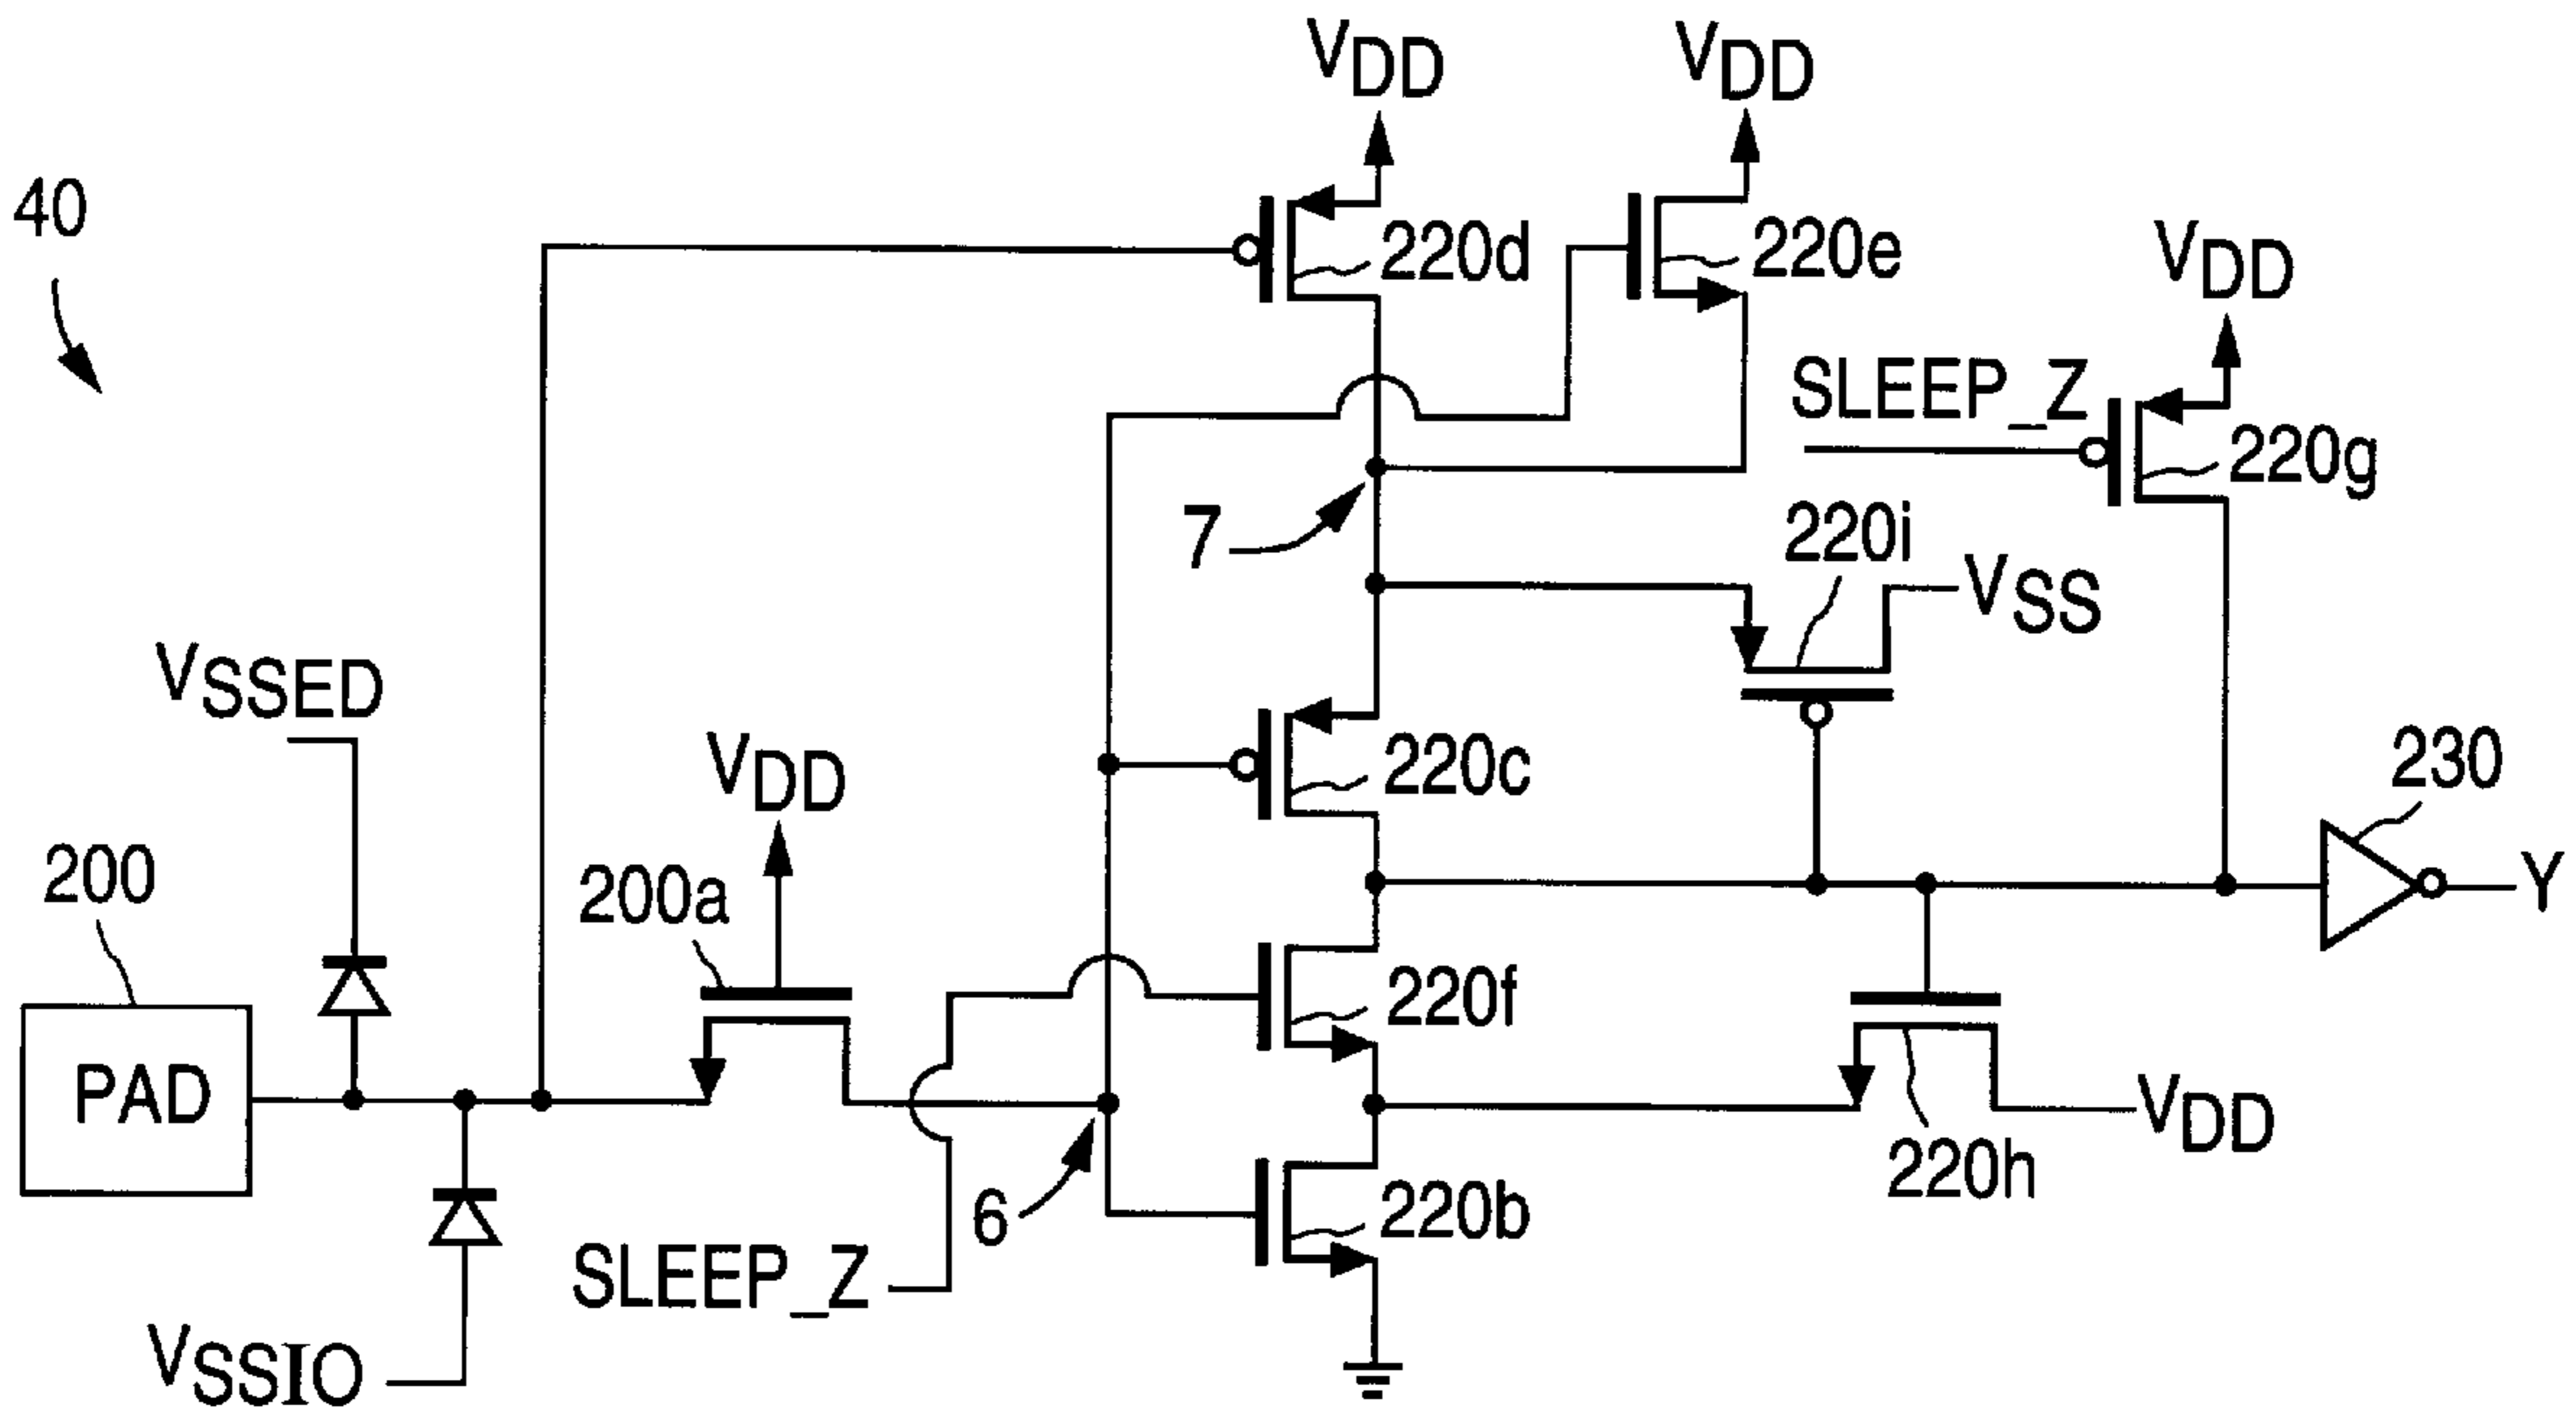 VDD
VDD
40
220d
220e
VDD
SLEEP_Z
220g
7
220i
VSS
VSSED
VDD
220c
230
200
200a
Y
PAD
220f
VDD
220h
6
220b
SLEEP_Z
VSSIO